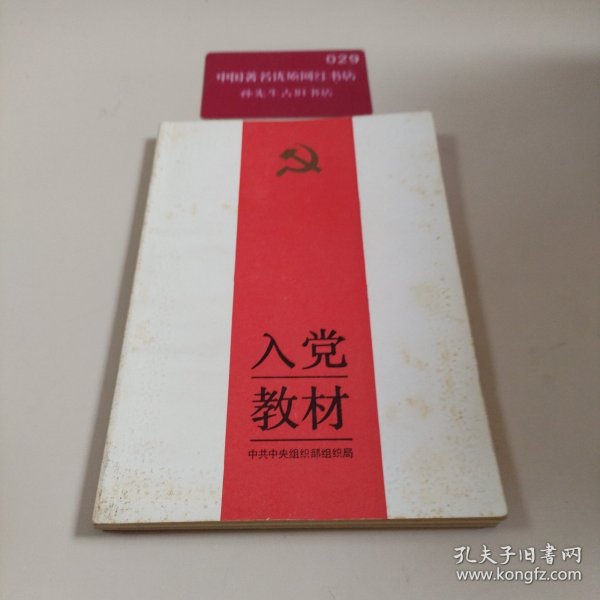 029
中国著名优质网红书店
孙先生古旧书店
入党
教材
中共中央组织部组织局
孔夫子旧书网
www.kongfz.com